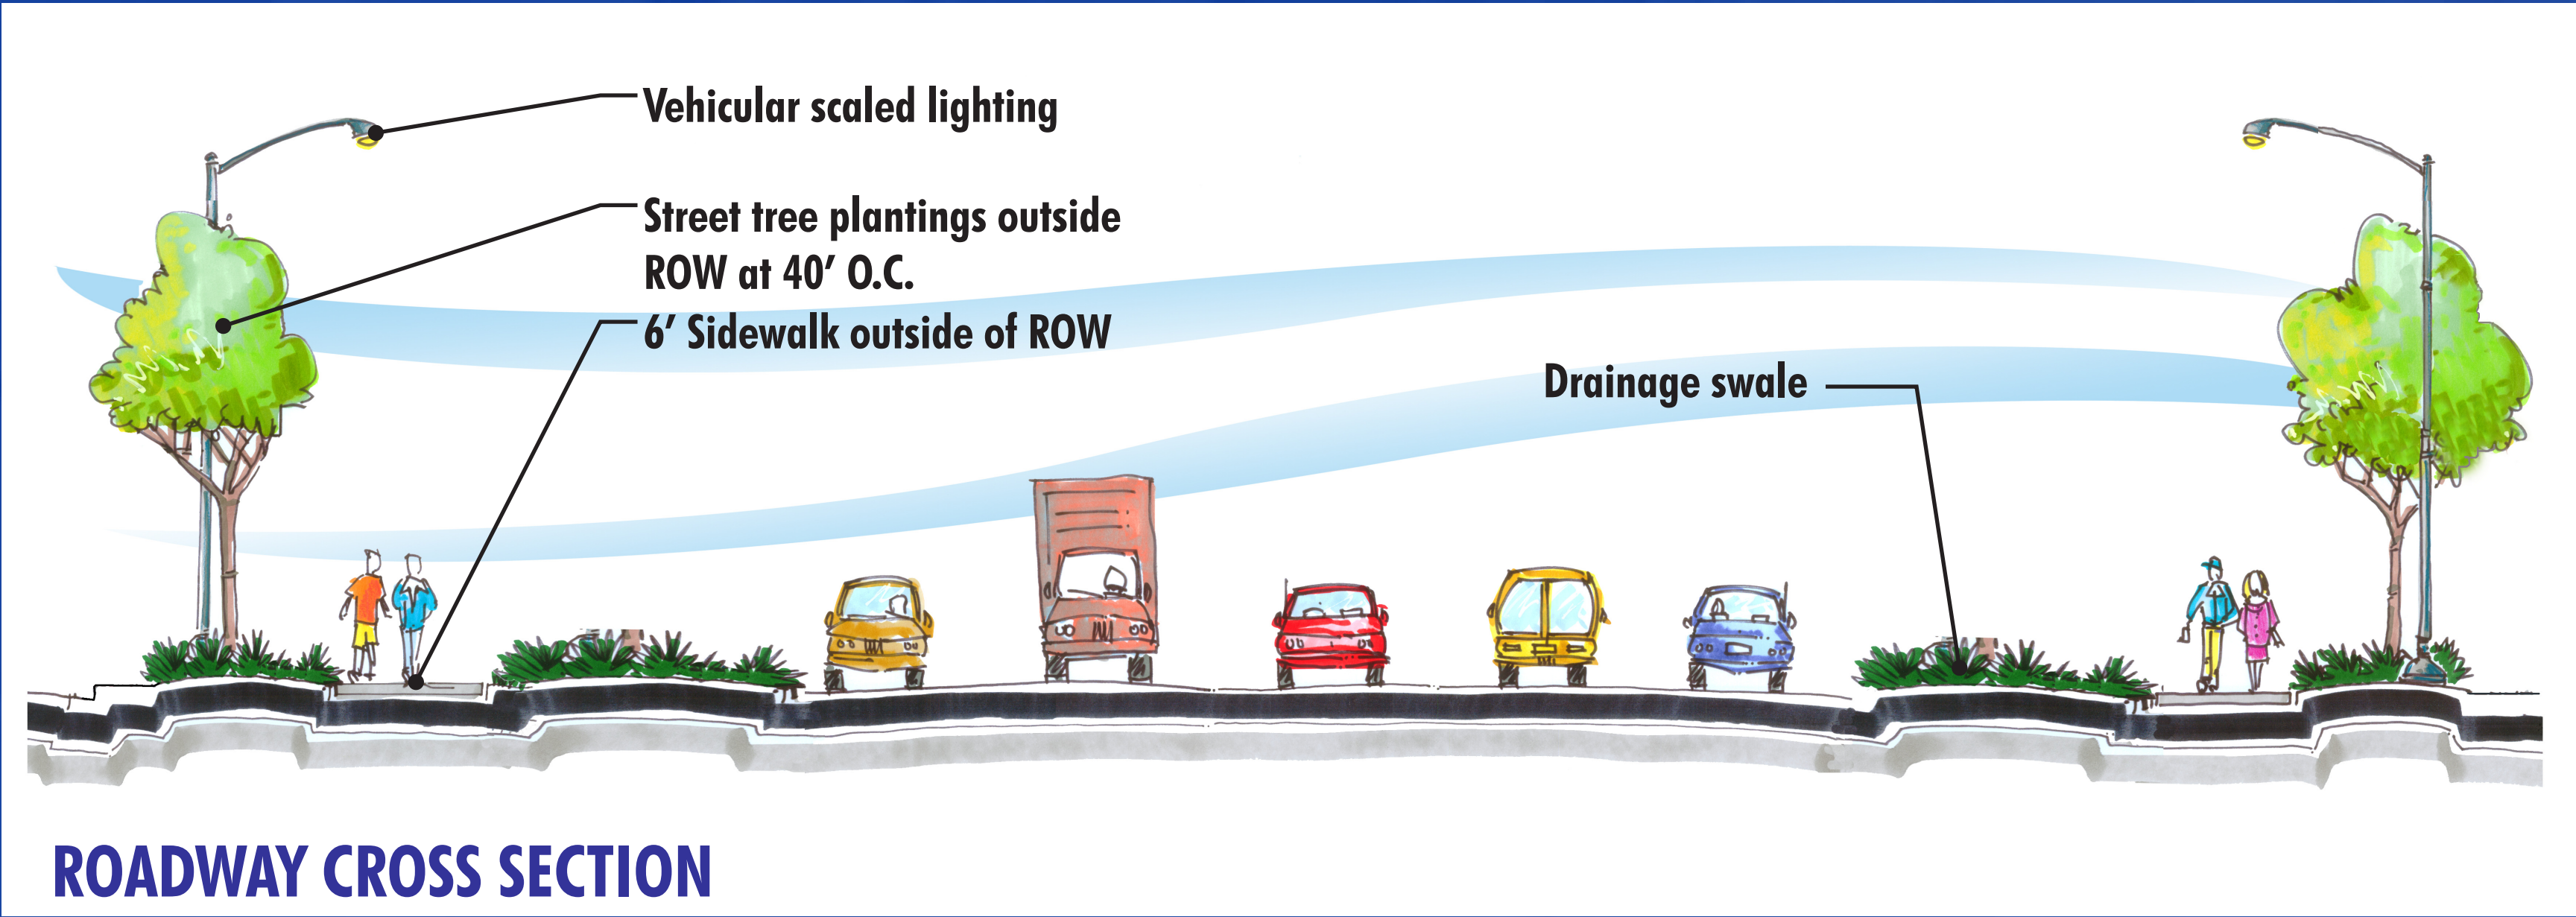 Vehicular scaled lighting
Street tree plantings outside
ROW at 40’ O.C.
6’ Sidewalk outside of ROW
Drainage swale
ROADWAY CROSS SECTION